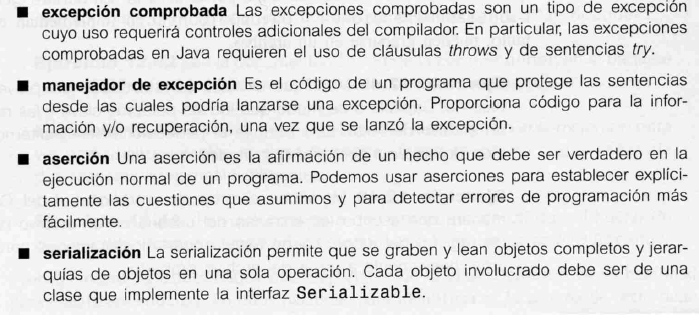 ■ excepción comprobada Las excepciones comprobadas son un tipo de excepción
cuyo uso requerirá controles adicionales del compilador. En particular, las excepciones
comprobadas en Java requieren el uso de cláusulas throws y de sentencias try.
■ manejador de excepción Es el código de un programa que protege las sentencias
desde las cuales podría lanzarse una excepción. Proporciona código para la infor-
mación y/o recuperación, una vez que se lanzó la excepción.
■ aserción Una aserción es la afirmación de un hecho que debe ser verdadero en la
ejecución normal de un programa. Podemos usar aserciones para establecer explíci-
tamente las cuestiones que asumimos y para detectar errores de programación más
fácilmente.
■ serialización La serialización permite que se graben y lean objetos completos y jerar-
quías de objetos en una sola operación. Cada objeto involucrado debe ser de una
clase que implemente la interfaz Serializable.